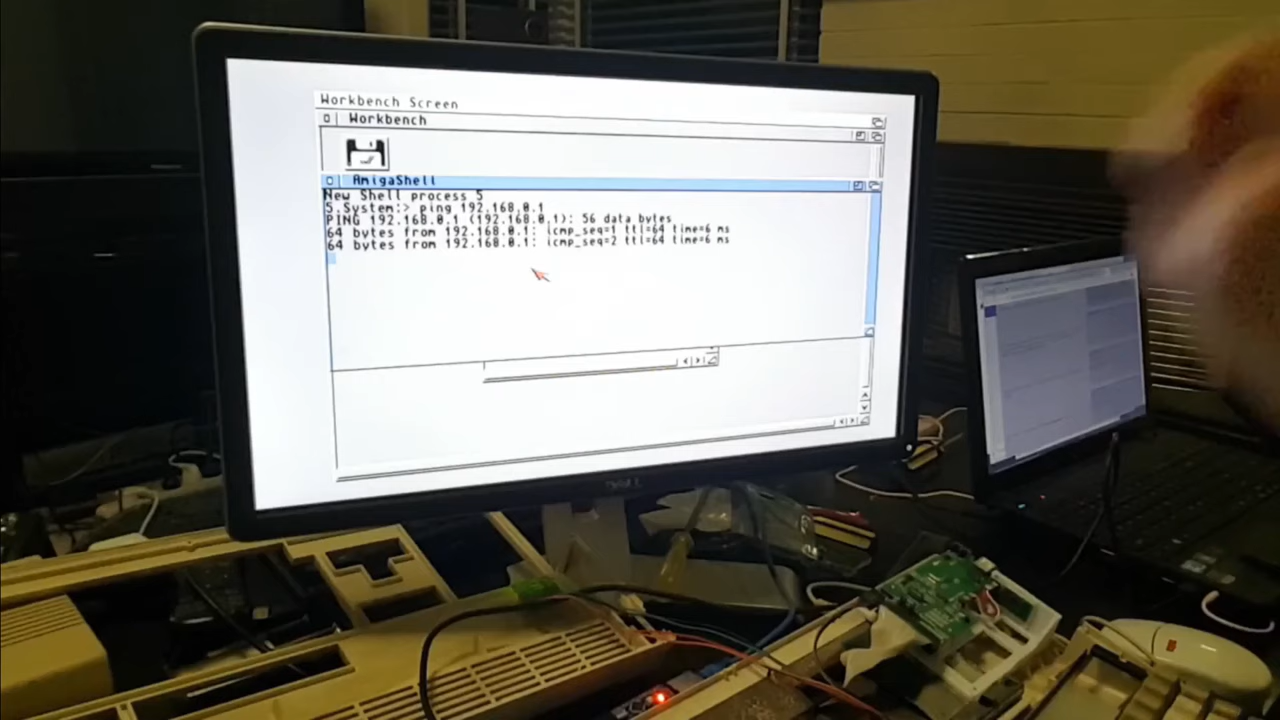 Workbench Screen
Workbench
AmigaShell
New Shell process 5
5.System:> ping 192.168.0.1
PING 192.168.0.1 (192.168.0.1): 56 data bytes
64 bytes from 192.168.0.1: icmp_seq=1 ttl=64 time=6 ms
64 bytes from 192.168.0.1: icmp_seq=2 ttl=64 time=6 ms
DELL